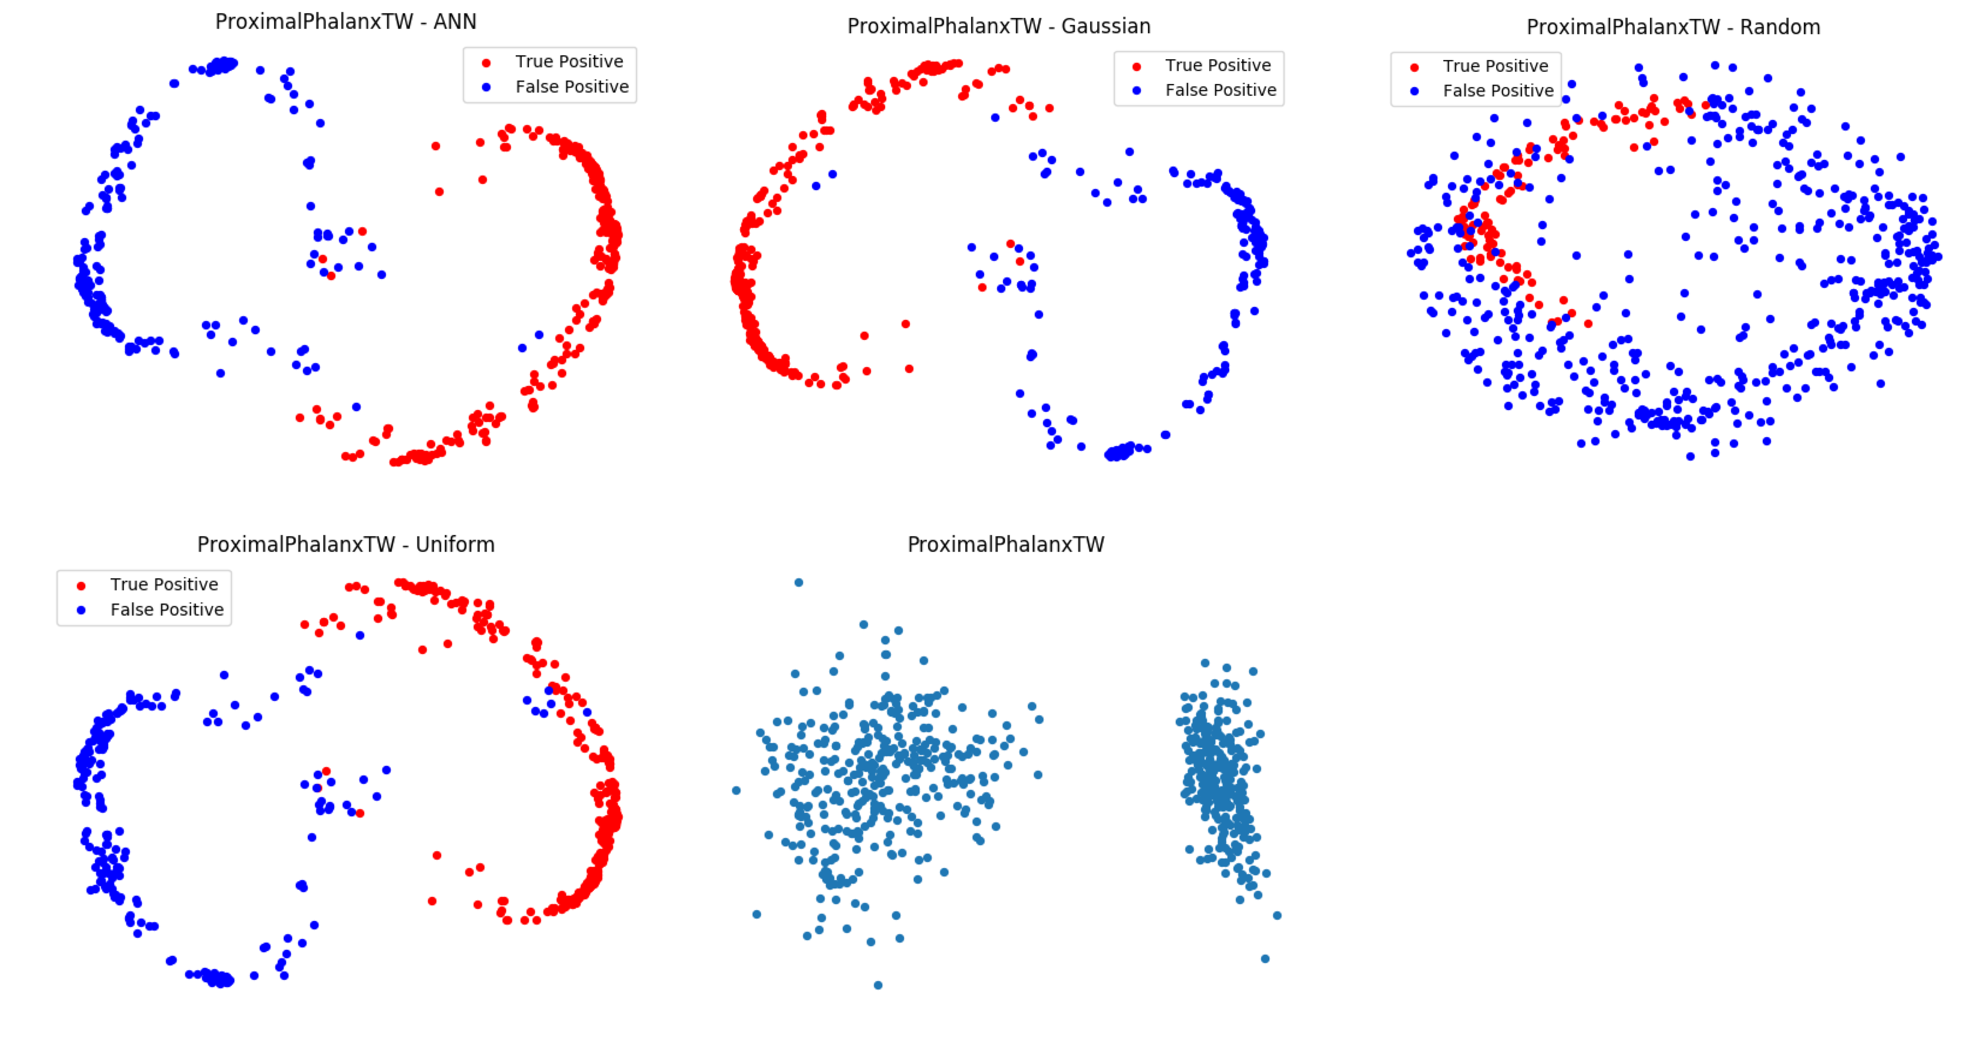 ProximalPhalanxTW - ANN
True Positive
False Positive
ProximalPhalanxTW - Gaussian
True Positive
False Positive
ProximalPhalanxTW - Random
True Positive
False Positive
ProximalPhalanxTW - Uniform
True Positive
False Positive
ProximalPhalanxTW